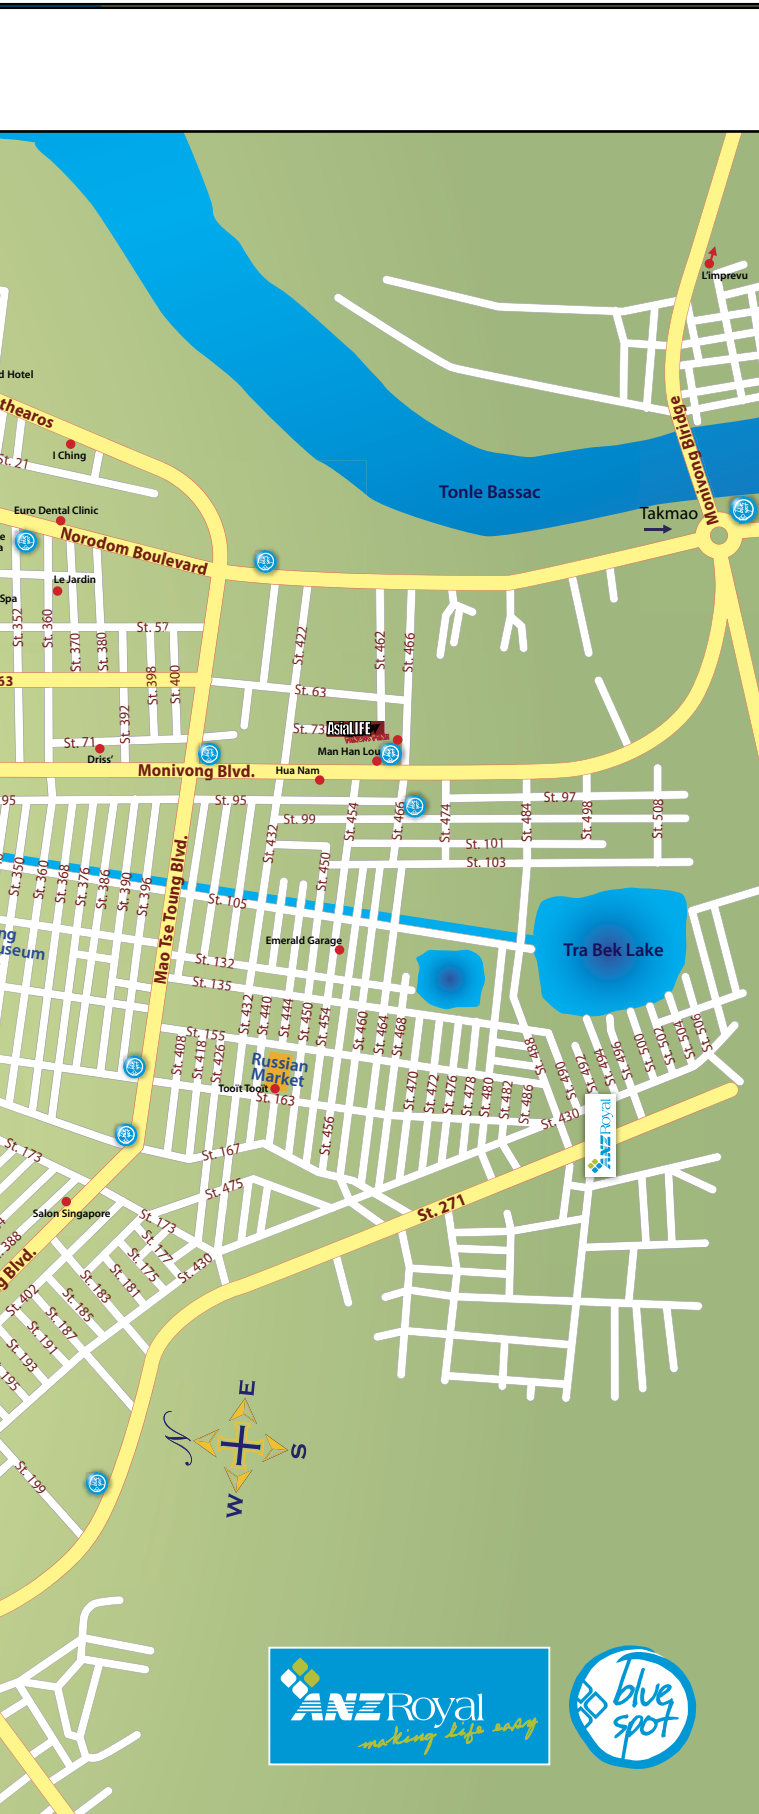 L'imprevu
d Hotel
thearos
I Ching
St. 21
Monivong Blridge
Tonle Bassac
Takmao
Euro Dental Clinic
Norodom Boulevard
e
a
Le Jardin
Spa
St. 352
St. 360
St. 370
St. 380
St. 57
St. 422
St. 462
St. 466
63
St. 392
St. 398
St. 400
St. 63
St. 71
Driss'
St. 73
AsiaLIFE
Man Han Lou
Monivong Blvd.
Hua Nam
95
St. 95
St. 97
St. 99
St. 454
St. 466
St. 474
St. 484
St. 498
St. 508
St. 432
St. 101
St. 450
St. 103
St. 350
St. 360
St. 368
St. 376
St. 386
St. 390
St. 396
Mao Tse Toung Blvd.
St. 105
Emerald Garage
Tra Bek Lake
ng
useum
St. 132
St. 135
St. 155
St. 408
St. 418
St. 426
St. 432
St. 440
St. 444
St. 450
St. 454
St. 460
St. 464
St. 468
St. 488
St. 490
St. 492
St. 494
St. 496
St. 500
St. 502
St. 504
St. 506
Russian
Market
Tooit Tooit
St. 163
St. 456
St. 470
St. 472
St. 476
St. 478
St. 480
St. 482
St. 486
St. 430
ANZ Royal
St. 173
St. 167
St. 475
Salon Singapore
St. 173
St. 271
St. 177
St. 175
St. 430
388
g Blvd.
St. 402
St. 181
St. 183
St. 185
St. 187
St. 191
St. 193
195
St. 199
E
N
S
W
ANZ Royal
making life easy
blue
spot